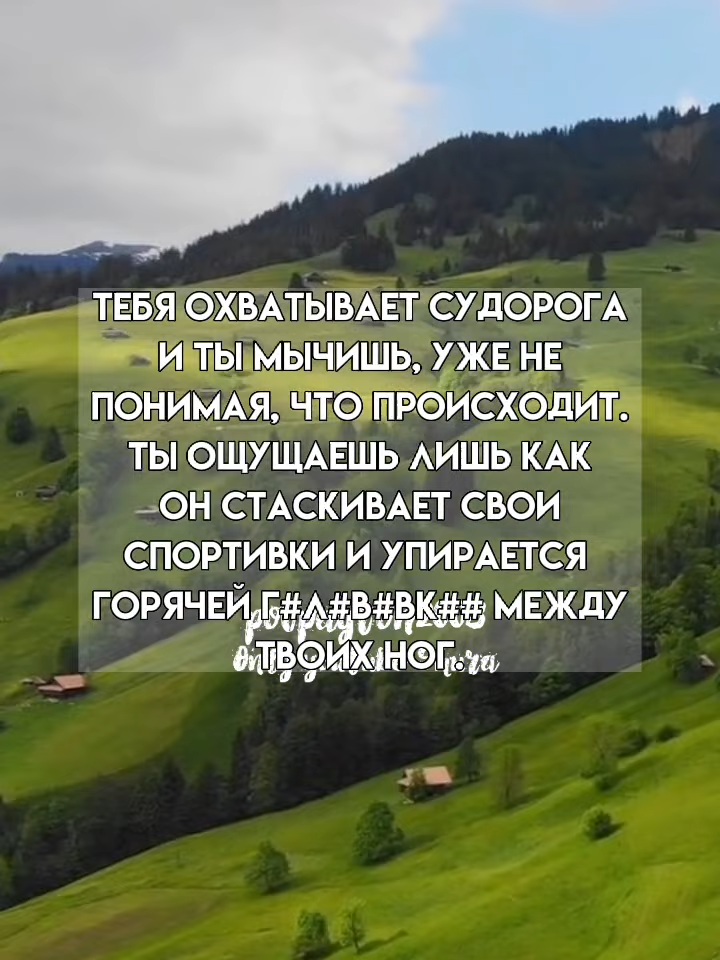 ТЕБЯ ОХВАТЫВАЕТ СУДОРОГА
И ТЫ МЫЧИШЬ, УЖЕ НЕ
ПОНИМАЯ, ЧТО ПРОИСХОДИТ.
ТЫ ОЩУЩАЕШЬ ЛИШЬ КАК
ОН СТАСКИВАЕТ СВОИ
СПОРТИВКИ И УПИРАЕТСЯ
ГОРЯЧЕЙ Г#Л#В#ВК## МЕЖДУ
ТВОИХ НОГ.